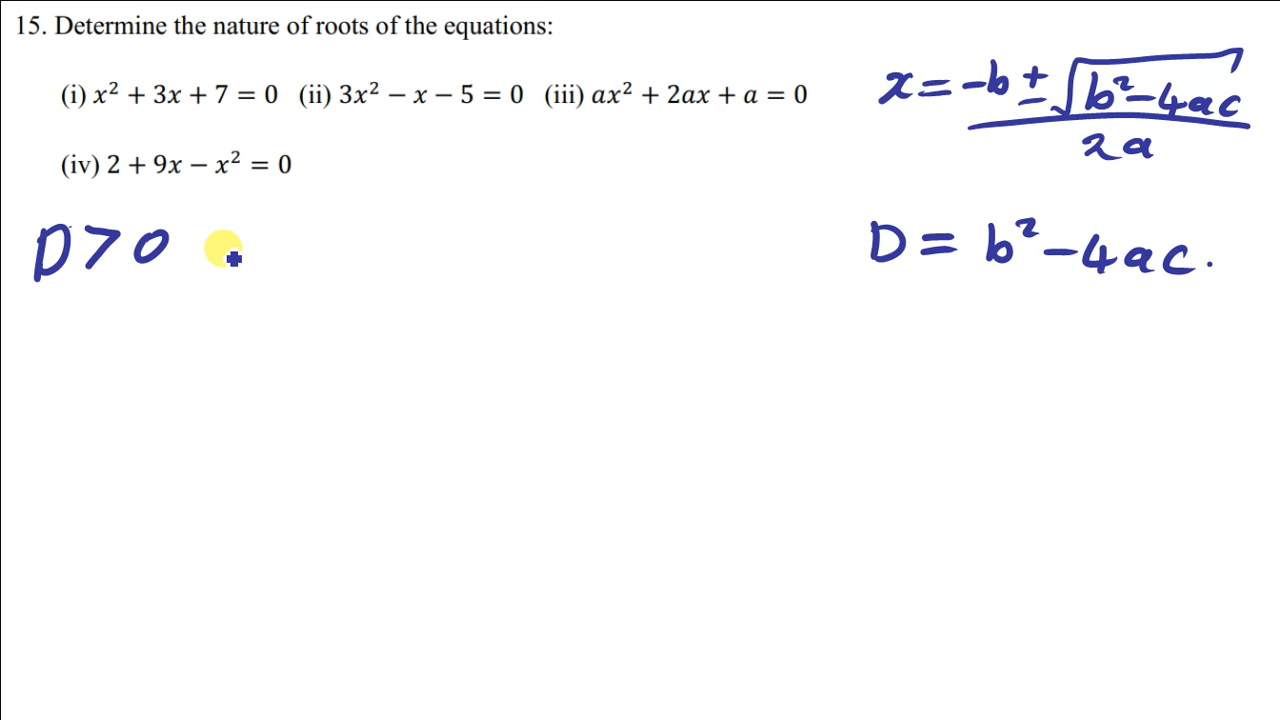 15. Determine the nature of roots of the equations:
(i) x² + 3x + 7 = 0 (ii) 3x² − x − 5 = 0 (iii) ax² + 2ax + a = 0
(iv) 2 + 9x − x² = 0
x = -b ± √(b² - 4ac)
2a
D > 0
D = b² - 4ac.